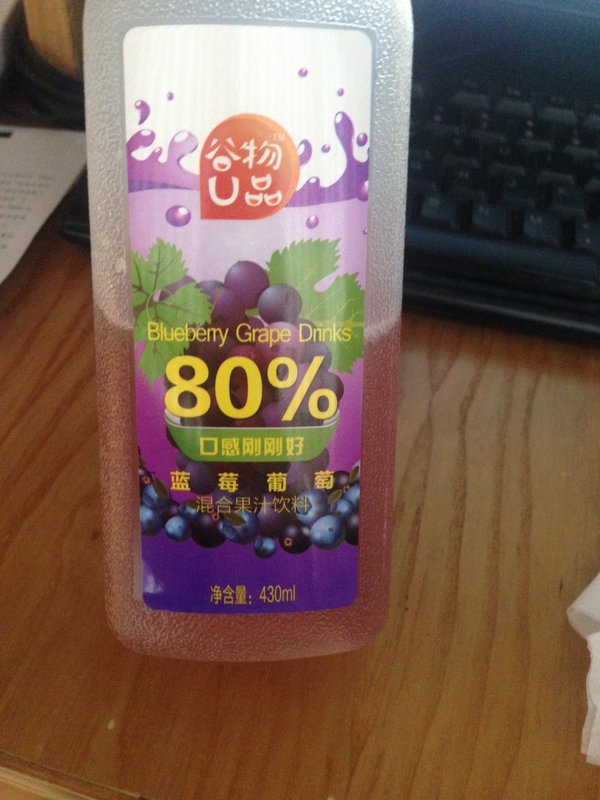 谷物
U品
TM
Blueberry Grape Drinks
80%
口感刚刚好
蓝莓葡萄
混合果汁饮料
净含量：430ml